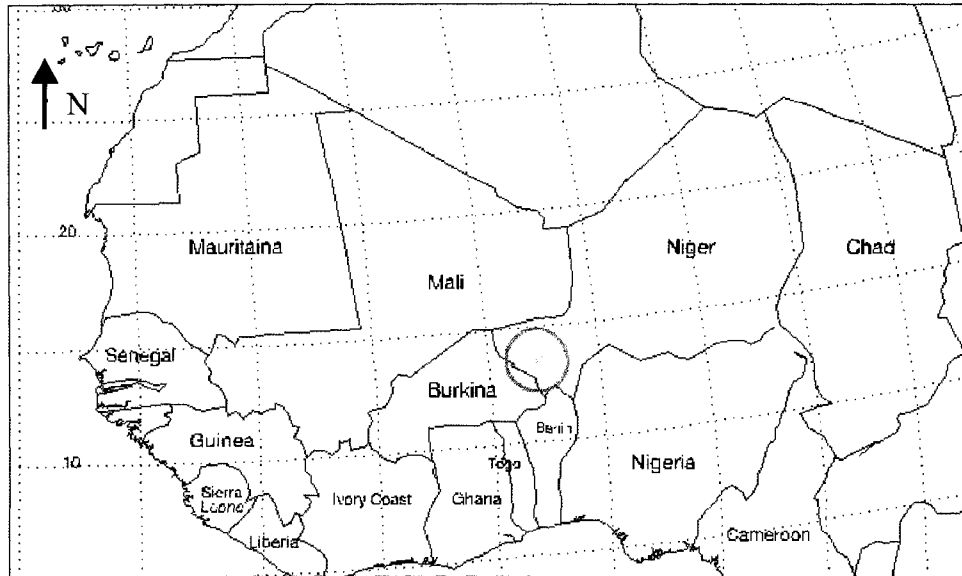 N
20
Mauritaina
Niger
Chad
Mali
Senegal
Burkina
Benin
Guinea
10
Togo
Nigeria
Sierra
Leone
Ivory Coast
Ghana
Liberia
Cameroon